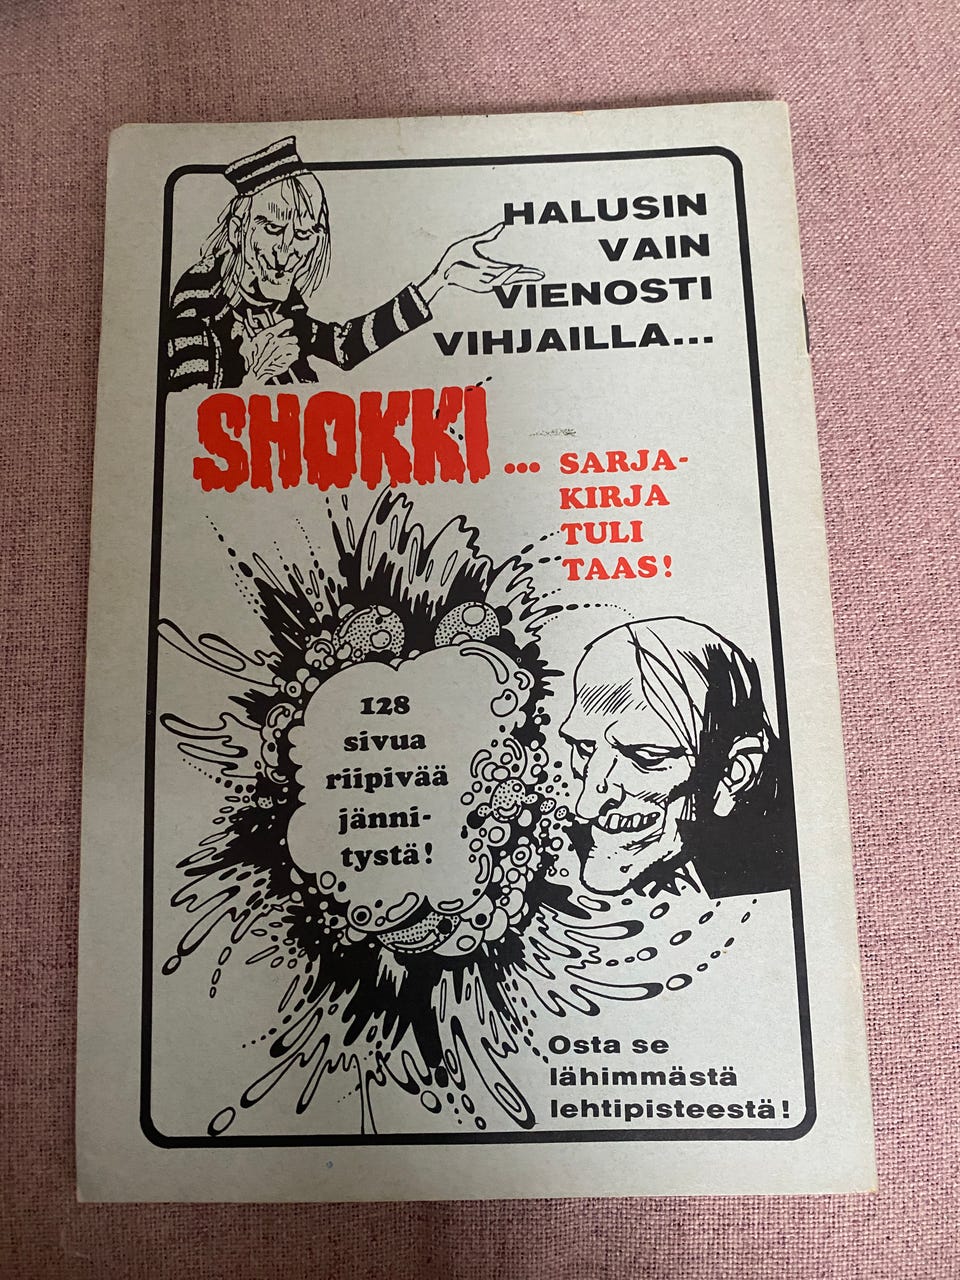 HALUSIN
VAIN
VIENOSTI
VIHJAILLA...
SHOKKI
... SARJA-
KIRJA
TULI
TAAS!
128
sivua
riipivää
jänni-
tystä!
Osta se
lähimmästä
lehtipisteestä!